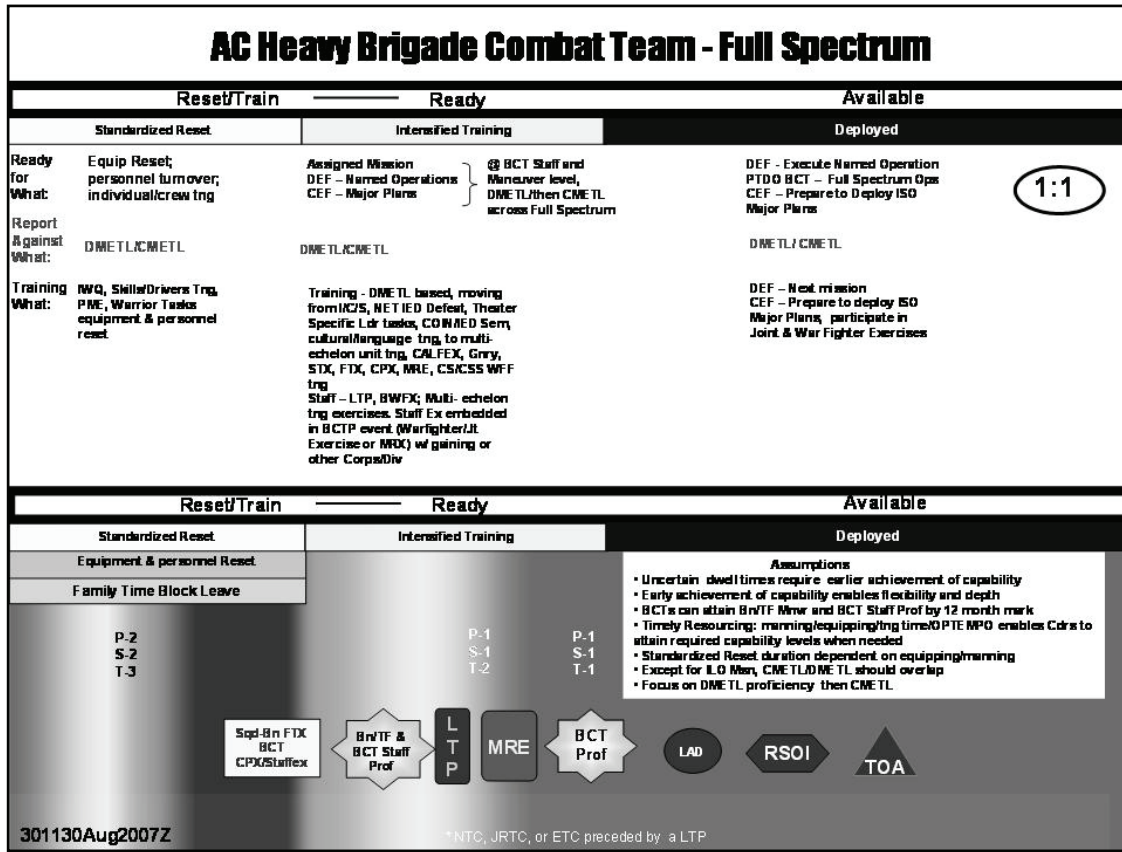 AC Heavy Brigade Combat Team - Full Spectrum
Reset/Train Ready Available
Standardized Reset Intensified Training Deployed
Ready
for
What:
Equip Reset;
personnel turnover;
individual/crew tng
Assigned Mission
DEF – Named Operations
CEF – Major Plans
@ BCT Staff and
Maneuver level,
DMETL/then CMETL
across Full Spectrum
DEF - Execute Named Operation
PTDO BCT – Full Spectrum Ops
CEF – Prepare to Deploy ISO
Major Plans
1:1
Report
Against
What:
DMETL/CMETL
DMETL/CMETL
DMETL/ CMETL
Training
What:
IWQ, Skills/Drivers Tng,
PME, Warrior Tasks
equipment & personnel
reset
Training - DMETL based, moving
from I/C/S, NET IED Defeat, Theater
Specific Ldr tasks, COIN/IED Sem,
cultural/language tng, to multi-
echelon unit tng, CALFEX, Gnry,
STX, FTX, CPX, MRE, CS/CSS WFF
tng
Staff – LTP, BWFX; Multi- echelon
tng exercises. Staff Ex embedded
in BCTP event (Warfighter/Jt
Exercise or MRX) w/ gaining or
other Corps/Div
DEF – Next mission
CEF – Prepare to deploy ISO
Major Plans, participate in
Joint & War Fighter Exercises
Reset/Train Ready Available
Standardized Reset Intensified Training Deployed
Equipment & personnel Reset
Family Time Block Leave
P-2
S-2
T-3
P-1
S-1
T-2
P-1
S-1
T-1
Assumptions
• Uncertain dwell times require earlier achievement of capability
• Early achievement of capability enables flexibility and depth
• BCTs can attain Bn/TF Mnvr and BCT Staff Prof by 12 month mark
• Timely Resourcing: manning/equipping/tng time/OPTEMPO enables Cdrs to
attain required capability levels when needed
• Standardized Reset duration dependent on equipping/manning
• Except for ILO Msn, CMETL/DMETL should overlap
• Focus on DMETL proficiency then CMETL
Sqd-Bn FTX
BCT
CPX/Staffex
Bn/TF &
BCT Staff
Prof
L
T
P
MRE
BCT
Prof
LAD
RSOI
TOA
301130Aug2007Z
* NTC, JRTC, or ETC preceded by a LTP